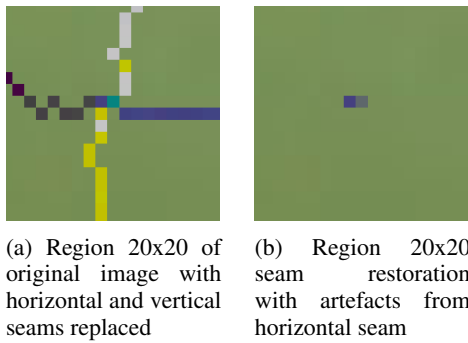 (a) Region 20x20 of
original image with
horizontal and vertical
seams replaced
(b) Region 20x20
seam restoration
with artefacts from
horizontal seam